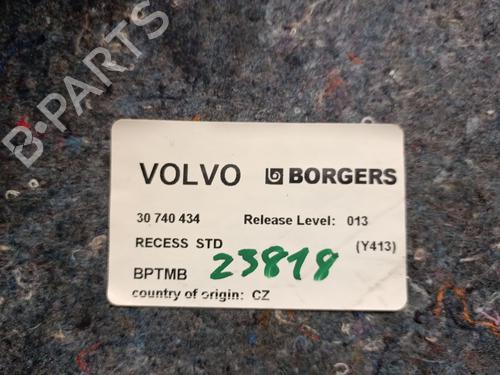 B-PARTS
VOLVO BORGERS
30 740 434 Release Level: 013
RECESS STD (Y413)
BPTMB 23818
country of origin: CZ